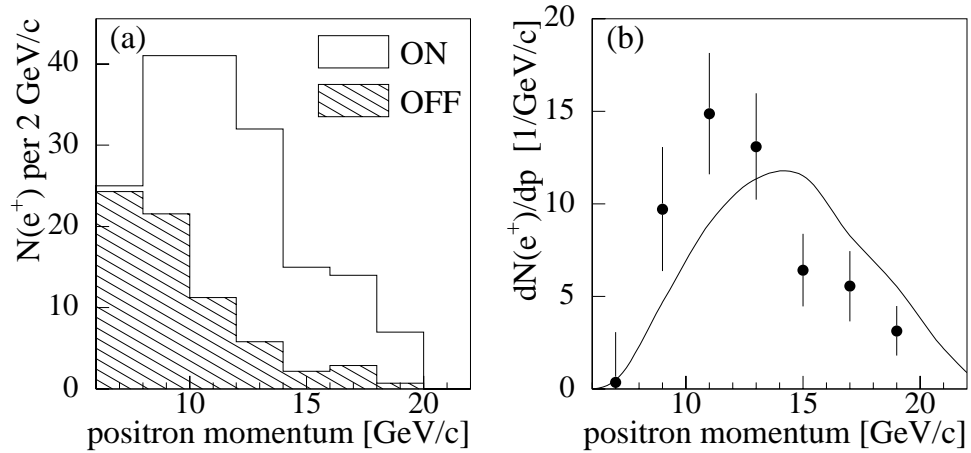 (a)
ON
OFF
N(e⁺) per 2 GeV/c
40
30
20
10
0
10
15
20
positron momentum [GeV/c]
(b)
dN(e⁺)/dp [1/GeV/c]
20
15
10
5
0
10
15
20
positron momentum [GeV/c]